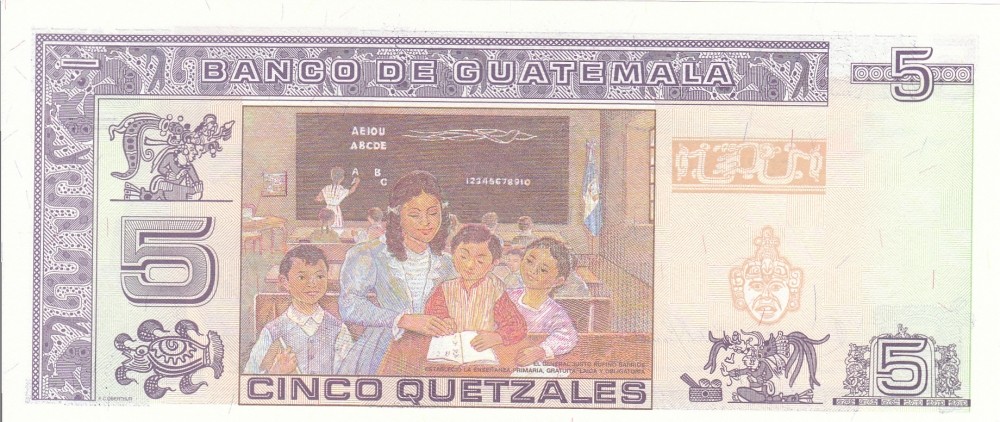 BANCO DE GUATEMALA
5
AEIOU
ABCDE
A B
C
12345678910
5
EL GENERAL JUSTO RUFINO BARRIOS
ESTABLECIÓ LA ENSEÑANZA PRIMARIA, GRATUITA, LAICA Y OBLIGATORIA
5
CINCO QUETZALES